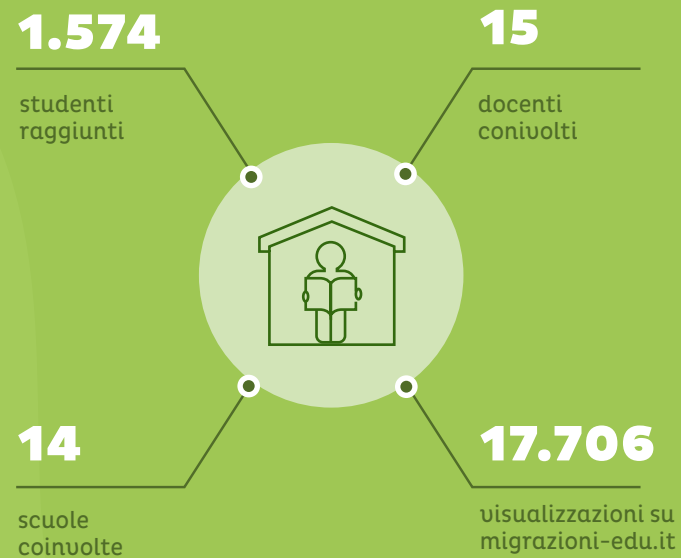 1.574
studenti
raggiunti
15
docenti
conivolti
14
scuole
coinvolte
17.706
visualizzazioni su
migrazioni-edu.it